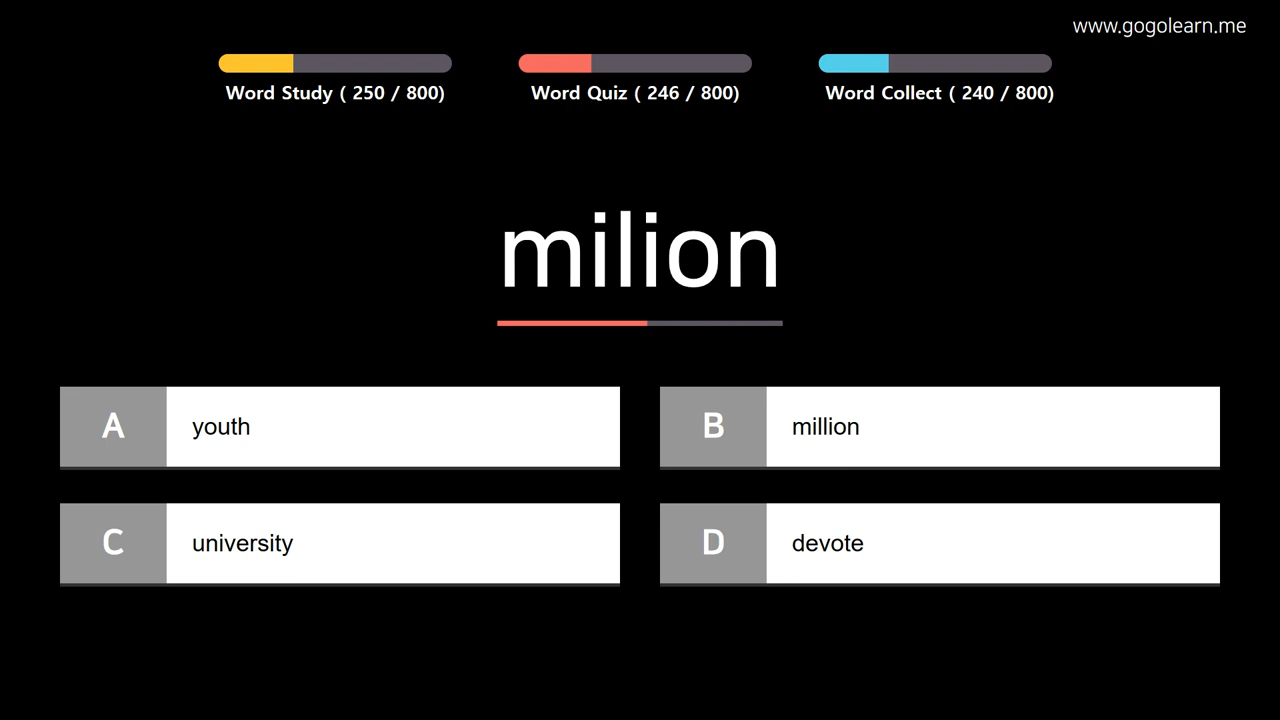 www.gogolearn.me
Word Study ( 250 / 800)
Word Quiz ( 246 / 800)
Word Collect ( 240 / 800)
milion
A youth
B million
C university
D devote